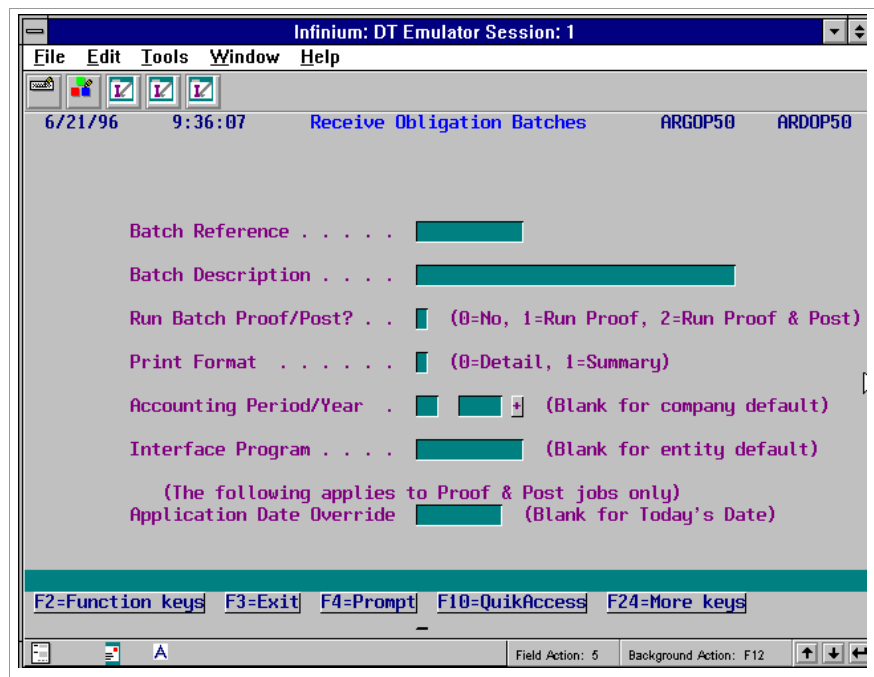 Infinium: DT Emulator Session: 1
File Edit Tools Window Help
6/21/96 9:36:07 Receive Obligation Batches ARGOP50 ARDOP50
Batch Reference . . . . .
Batch Description . . . .
Run Batch Proof/Post? . . (0=No, 1=Run Proof, 2=Run Proof & Post)
Print Format . . . . . . (0=Detail, 1=Summary)
Accounting Period/Year . + (Blank for company default)
Interface Program . . . . (Blank for entity default)
(The following applies to Proof & Post jobs only)
Application Date Override (Blank for Today's Date)
F2=Function keys F3=Exit F4=Prompt F10=QuikAccess F24=More keys
A Field Action: 5 Background Action: F12